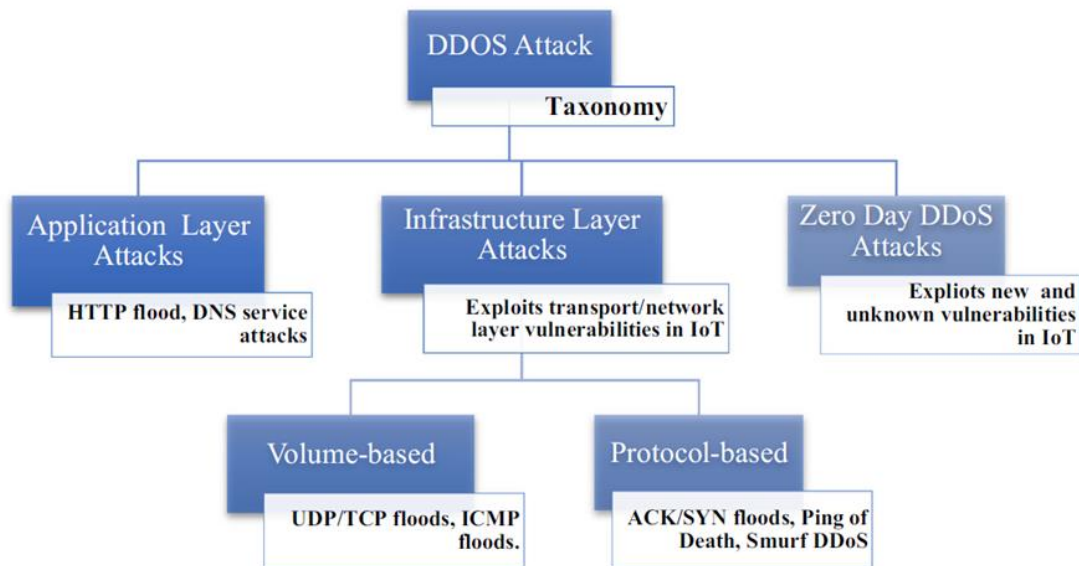 DDOS Attack
Taxonomy
Application Layer
Attacks
HTTP flood, DNS service
attacks
Infrastructure Layer
Attacks
Exploits transport/network
layer vulnerabilities in IoT
Zero Day DDoS
Attacks
Expliots new and
unknown vulnerabilities
in IoT
Volume-based
UDP/TCP floods, ICMP
floods.
Protocol-based
ACK/SYN floods, Ping of
Death, Smurf DDoS